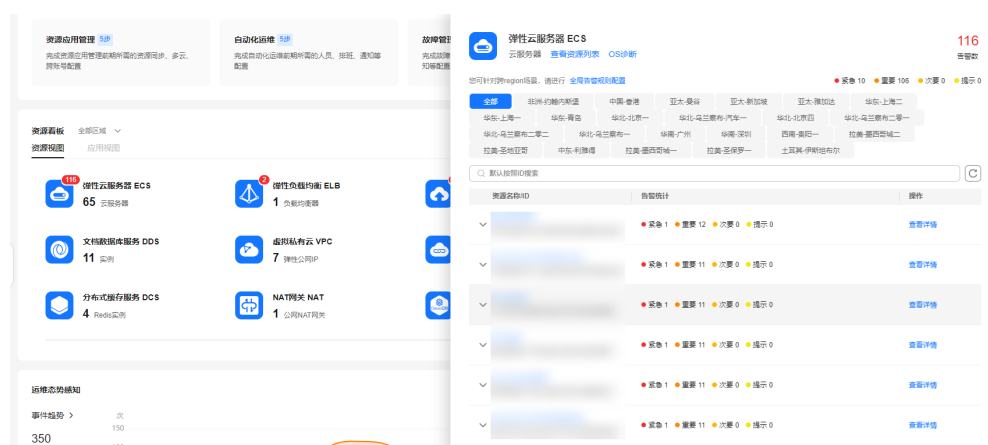 资源应用管理 5步
完成资源应用管理前期所需的资源同步、多云、
跨账号配置
自动化运维 5步
完成自动化运维前期所需的人员、排班、通知等
配置
故障管
完成故障
知等配置
资源看板 全部区域
资源视图 应用视图
116
弹性云服务器 ECS
65 云服务器
2
弹性负载均衡 ELB
1 负载均衡器
文档数据库服务 DDS
11 实例
虚拟私有云 VPC
7 弹性公网IP
分布式缓存服务 DCS
4 Redis实例
NAT网关 NAT
1 公网NAT网关
运维态势感知
事件趋势
350
次
150
弹性云服务器 ECS
云服务器 查看资源列表 OS诊断
116
告警数
您可针对跨region场景，请进行 全局告警规则配置
紧急 10 重要 106 次要 0 提示 0
全部 非洲-约翰内斯堡 中国-香港 亚太-曼谷 亚太-新加坡 亚太-雅加达 华东-上海二
华东-上海一 华东-青岛 华北-北京一 华北-乌兰察布-汽车一 华北-北京四 华北-乌兰察布二零一
华北-乌兰察布二零二 华北-乌兰察布一 华南-广州 华南-深圳 西南-贵阳一 拉美-墨西哥城二
拉美-圣地亚哥 中东-利雅得 拉美-墨西哥城一 拉美-圣保罗一 土耳其-伊斯坦布尔
默认按照ID搜索
资源名称/ID 告警统计 操作
紧急 1 重要 12 次要 0 提示 0 查看详情
紧急 1 重要 11 次要 0 提示 0 查看详情
紧急 1 重要 11 次要 0 提示 0 查看详情
紧急 1 重要 11 次要 0 提示 0 查看详情
紧急 1 重要 11 次要 0 提示 0 查看详情
紧急 1 重要 11 次要 0 提示 0 查看详情